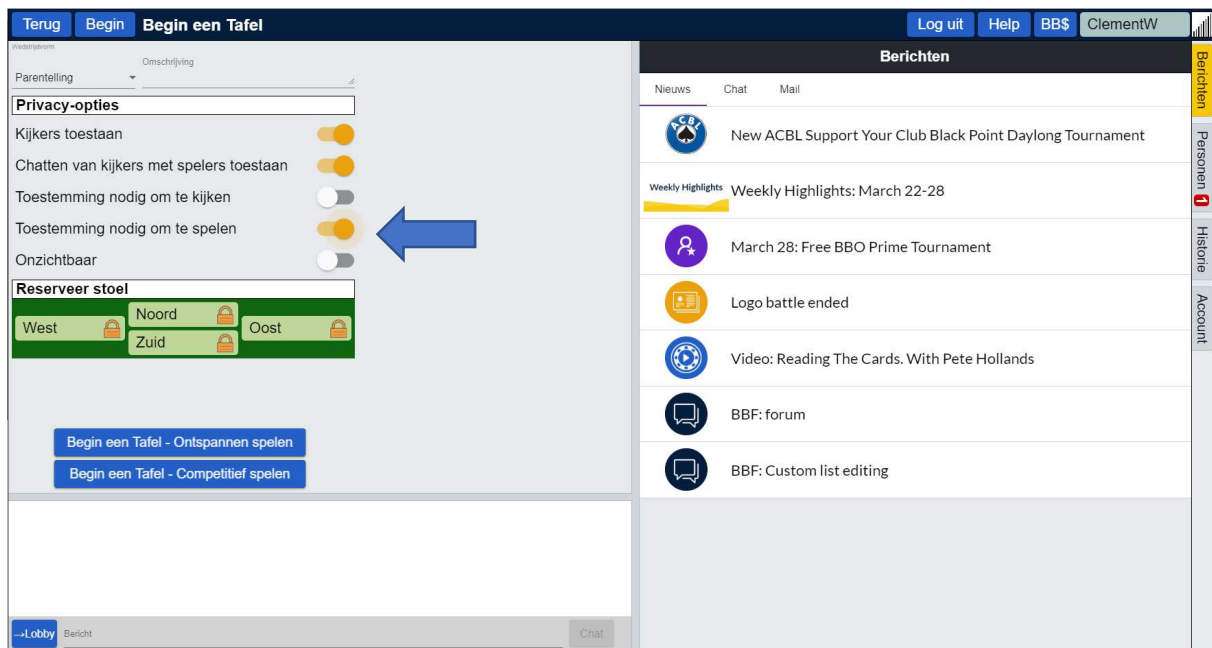 Terug Begin Begin een Tafel Log uit Help BB$ ClementW
Wedstrijdvorm
Omschrijving
Parentelling
Privacy-opties
Kijkers toestaan
Chatten van kijkers met spelers toestaan
Toestemming nodig om te kijken
Toestemming nodig om te spelen
Onzichtbaar
Reserveer stoel
Noord
West Oost
Zuid
Begin een Tafel - Ontspannen spelen
Begin een Tafel - Competitief spelen
→Lobby Bericht Chat
Berichten
Nieuws Chat Mail
ACBL
New ACBL Support Your Club Black Point Daylong Tournament
Weekly Highlights Weekly Highlights: March 22-28
March 28: Free BBO Prime Tournament
Logo battle ended
Video: Reading The Cards. With Pete Hollands
BBF: forum
BBF: Custom list editing
Berichten
Personen 1
Historie
Account